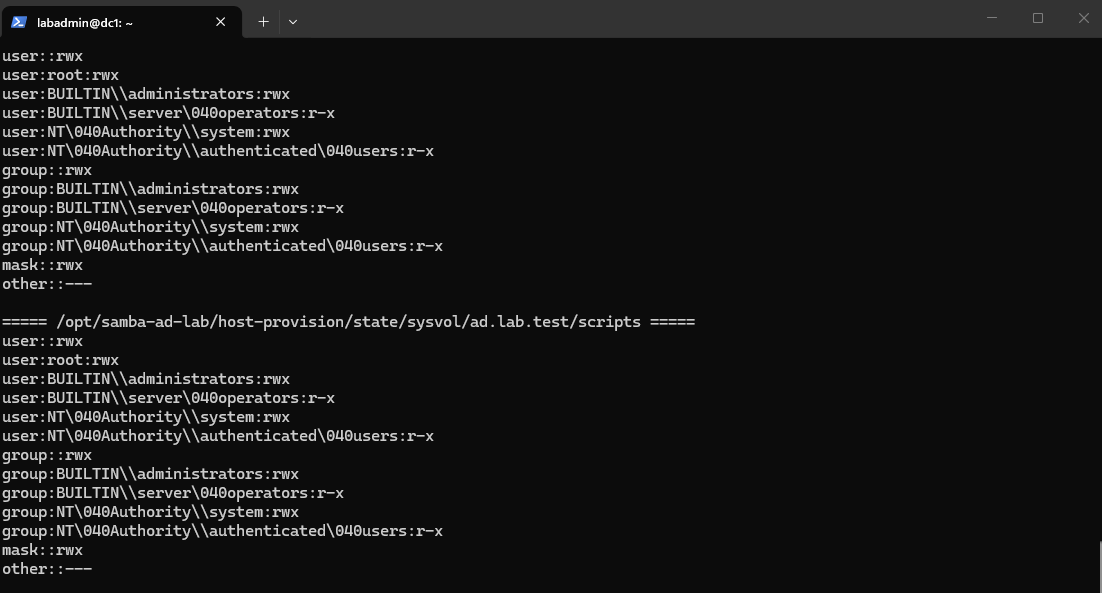 labadmin@dc1: ~
user::rwx
user:root:rwx
user:BUILTIN\\administrators:rwx
user:BUILTIN\\server\040operators:r-x
user:NT\040Authority\\system:rwx
user:NT\040Authority\\authenticated\040users:r-x
group::rwx
group:BUILTIN\\administrators:rwx
group:BUILTIN\\server\040operators:r-x
group:NT\040Authority\\system:rwx
group:NT\040Authority\\authenticated\040users:r-x
mask::rwx
other::---
===== /opt/samba-ad-lab/host-provision/state/sysvol/ad.lab.test/scripts =====
user::rwx
user:root:rwx
user:BUILTIN\\administrators:rwx
user:BUILTIN\\server\040operators:r-x
user:NT\040Authority\\system:rwx
user:NT\040Authority\\authenticated\040users:r-x
group::rwx
group:BUILTIN\\administrators:rwx
group:BUILTIN\\server\040operators:r-x
group:NT\040Authority\\system:rwx
group:NT\040Authority\\authenticated\040users:r-x
mask::rwx
other::---